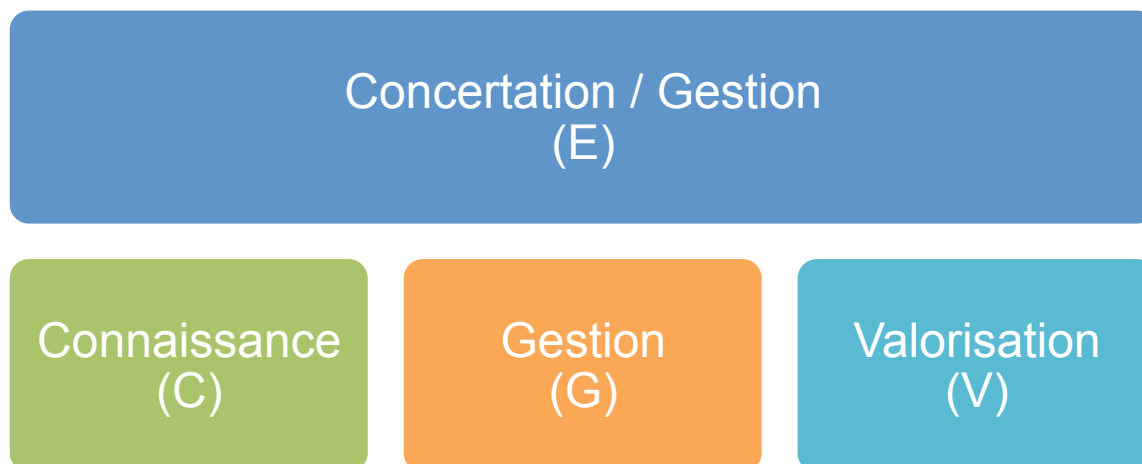 Concertation / Gestion
(E)
Connaissance
(C)
Gestion
(G)
Valorisation
(V)